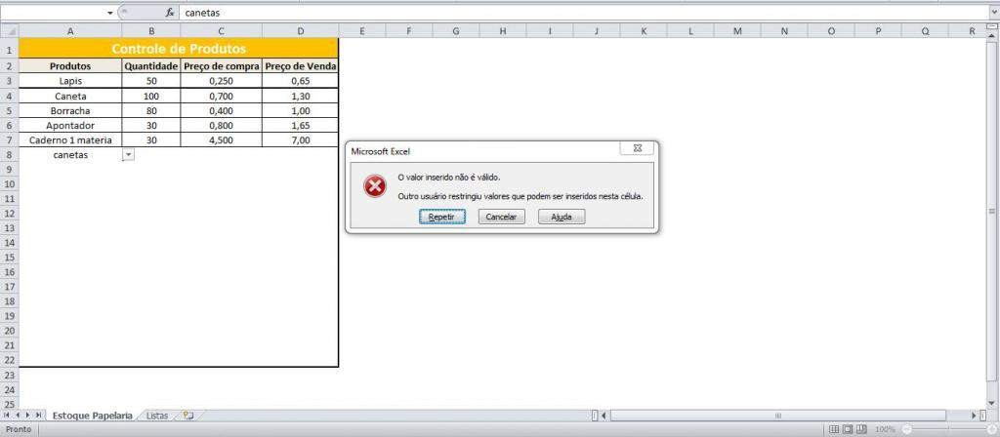 fx canetas
A B C D E F G H I J K L M N O P Q R
1 Controle de Produtos
2 Produtos Quantidade Preço de compra Preço de Venda
3 Lapis 50 0,250 0,65
4 Caneta 100 0,700 1,30
5 Borracha 80 0,400 1,00
6 Apontador 30 0,800 1,65
7 Caderno 1 materia 30 4,500 7,00
8 canetas
9
10
11
12
13
14
15
16
17
18
19
20
21
22
23
24
25
Microsoft Excel
O valor inserido não é válido.
Outro usuário restringiu valores que podem ser inseridos nesta célula.
Repetir Cancelar Ajuda
Estoque Papelaria Listas
Pronto 100%